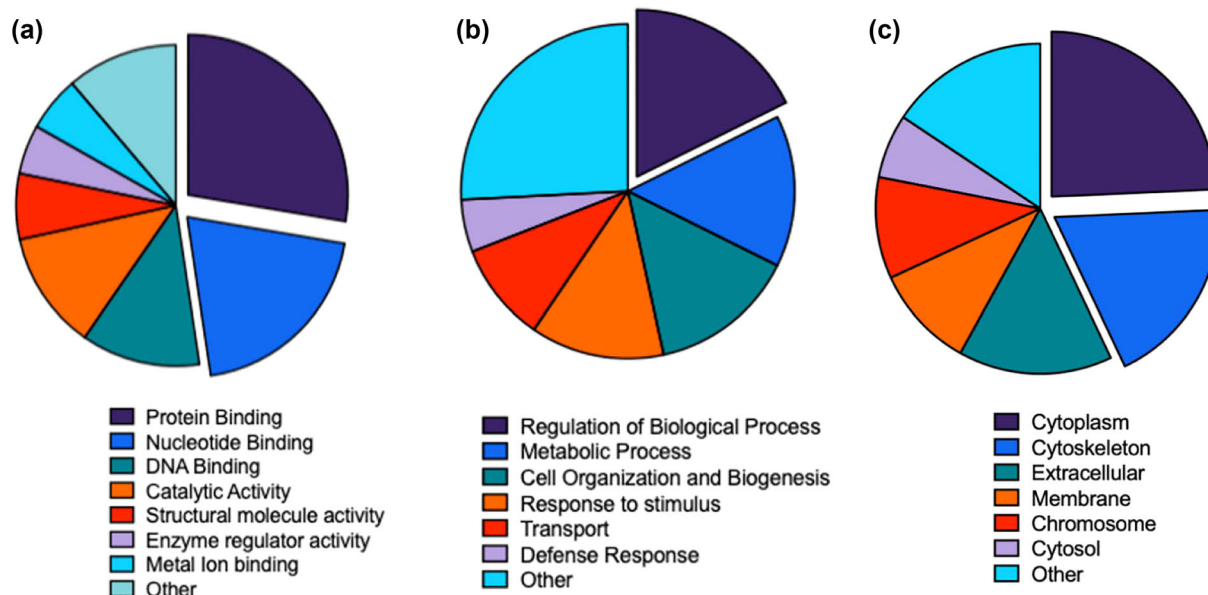 (a)
(b)
(c)
Protein Binding
Nucleotide Binding
DNA Binding
Catalytic Activity
Structural molecule activity
Enzyme regulator activity
Metal Ion binding
Other
Regulation of Biological Process
Metabolic Process
Cell Organization and Biogenesis
Response to stimulus
Transport
Defense Response
Other
Cytoplasm
Cytoskeleton
Extracellular
Membrane
Chromosome
Cytosol
Other